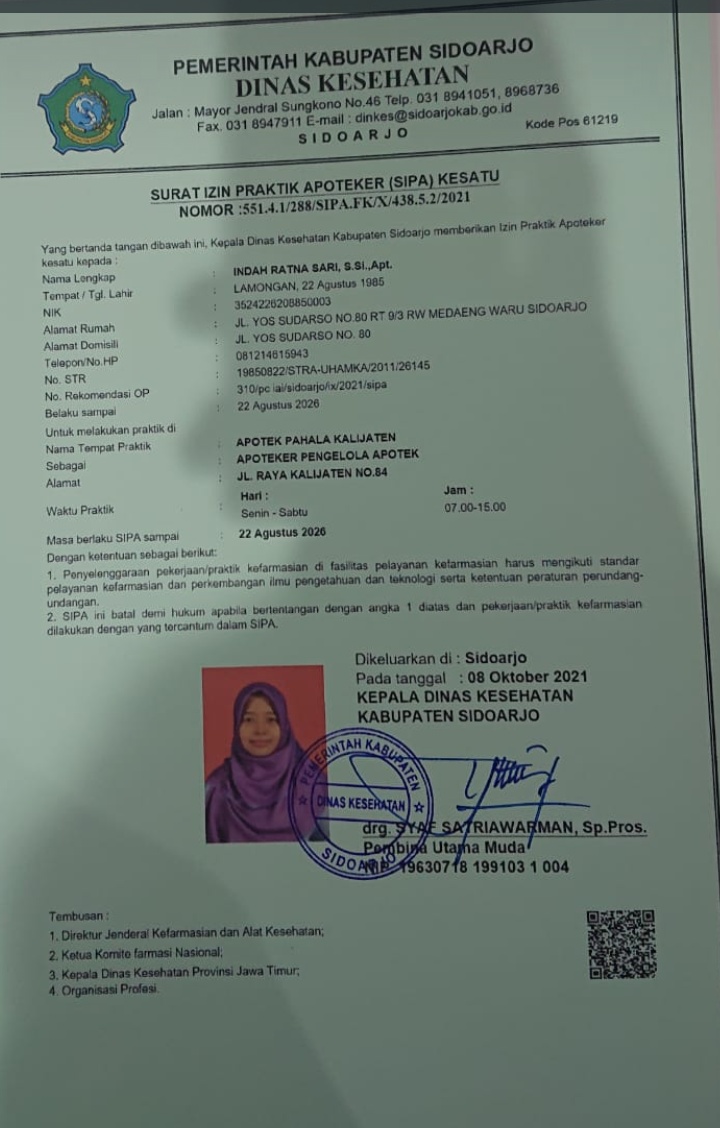 PEMERINTAH KABUPATEN SIDOARJO
DINAS KESEHATAN
Jalan : Mayor Jendral Sungkono No.46 Telp. 031 8941051, 8968736
Fax. 031 8947911 E-mail : dinkes@sidoarjokab.go.id
SIDOARJO Kode Pos 61219
SURAT IZIN PRAKTIK APOTEKER (SIPA) KESATU
NOMOR :551.4.1/288/SIPA.FK/X/438.5.2/2021
Yang bertanda tangan dibawah ini, Kepala Dinas Kesehatan Kabupaten Sidoarjo memberikan Izin Praktik Apoteker
kesatu kepada :
Nama Lengkap : INDAH RATNA SARI, S.Si.,Apt.
Tempat / Tgl. Lahir : LAMONGAN, 22 Agustus 1985
NIK : 3524226208850003
Alamat Rumah : JL. YOS SUDARSO NO.80 RT 9/3 RW MEDAENG WARU SIDOARJO
Alamat Domisili : JL. YOS SUDARSO NO. 80
Telepon/No.HP : 081214615943
No. STR : 19850822/STRA-UHAMKA/2011/26145
No. Rekomendasi OP : 310/pc iai/sidoarjo/ix/2021/sipa
Belaku sampai : 22 Agustus 2026
Untuk melakukan praktik di
Nama Tempat Praktik : APOTEK PAHALA KALIJATEN
Sebagai : APOTEKER PENGELOLA APOTEK
Alamat : JL. RAYA KALIJATEN NO.84
Hari : Jam :
Waktu Praktik : Senin - Sabtu 07.00-15.00
Masa berlaku SIPA sampai : 22 Agustus 2026
Dengan ketentuan sebagai berikut:
1. Penyelenggaraan pekerjaan/praktik kefarmasian di fasilitas pelayanan kefarmasian harus mengikuti standar
pelayanan kefarmasian dan perkembangan ilmu pengetahuan dan teknologi serta ketentuan peraturan perundang-
undangan.
2. SIPA ini batal demi hukum apabila bertentangan dengan angka 1 diatas dan pekerjaan/praktik kefarmasian
dilakukan dengan yang tercantum dalam SIPA.
Dikeluarkan di : Sidoarjo
Pada tanggal : 08 Oktober 2021
KEPALA DINAS KESEHATAN
KABUPATEN SIDOARJO
PEMERINTAH KABUPATEN
DINAS KESEHATAN
SIDOARJO
drg. SYAF SATRIAWARMAN, Sp.Pros.
Pembina Utama Muda
NIP. 19630718 199103 1 004
Tembusan :
1. Direktur Jenderal Kefarmasian dan Alat Kesehatan;
2. Ketua Komite farmasi Nasional;
3. Kepala Dinas Kesehatan Provinsi Jawa Timur;
4. Organisasi Profesi.